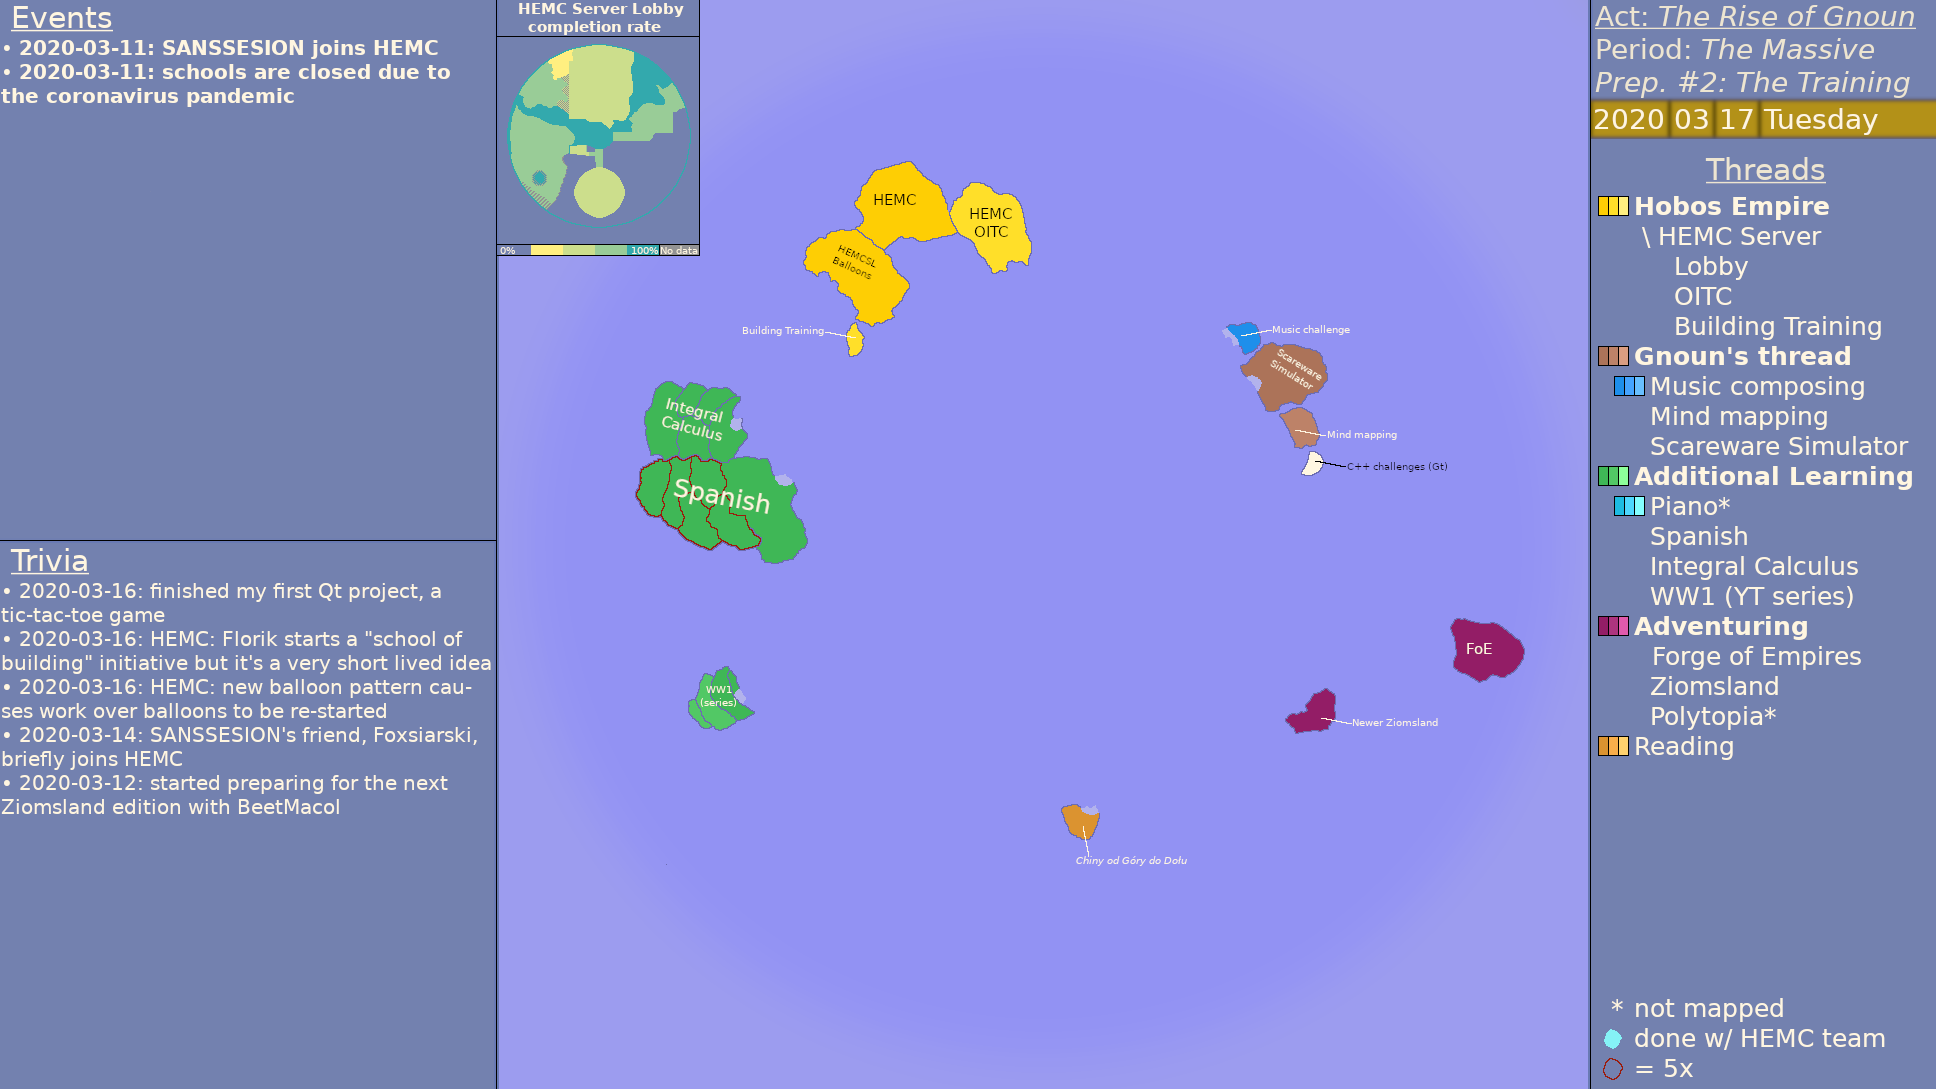 Events
• 2020-03-11: SANSSESION joins HEMC
• 2020-03-11: schools are closed due to
the coronavirus pandemic
Trivia
• 2020-03-16: finished my first Qt project, a
tic-tac-toe game
• 2020-03-16: HEMC: Florik starts a "school of
building" initiative but it's a very short lived idea
• 2020-03-16: HEMC: new balloon pattern cau-
ses work over balloons to be re-started
• 2020-03-14: SANSSESION's friend, Foxsiarski,
briefly joins HEMC
• 2020-03-12: started preparing for the next
Ziomsland edition with BeetMacol
HEMC Server Lobby
completion rate
0% 100% No data
HEMC
HEMC
OITC
HEMCSL
Balloons
Building Training
Music challenge
Scareware
Simulator
Mind mapping
C++ challenges (Gt)
Integral
Calculus
Spanish
WW1
(series)
FoE
Newer Ziomsland
Chiny od Góry do Dołu
Act: The Rise of Gnoun
Period: The Massive
Prep. #2: The Training
2020 03 17 Tuesday
Threads
Hobos Empire
\ HEMC Server
Lobby
OITC
Building Training
Gnoun's thread
Music composing
Mind mapping
Scareware Simulator
Additional Learning
Piano*
Spanish
Integral Calculus
WW1 (YT series)
Adventuring
Forge of Empires
Ziomsland
Polytopia*
Reading
* not mapped
done w/ HEMC team
= 5x